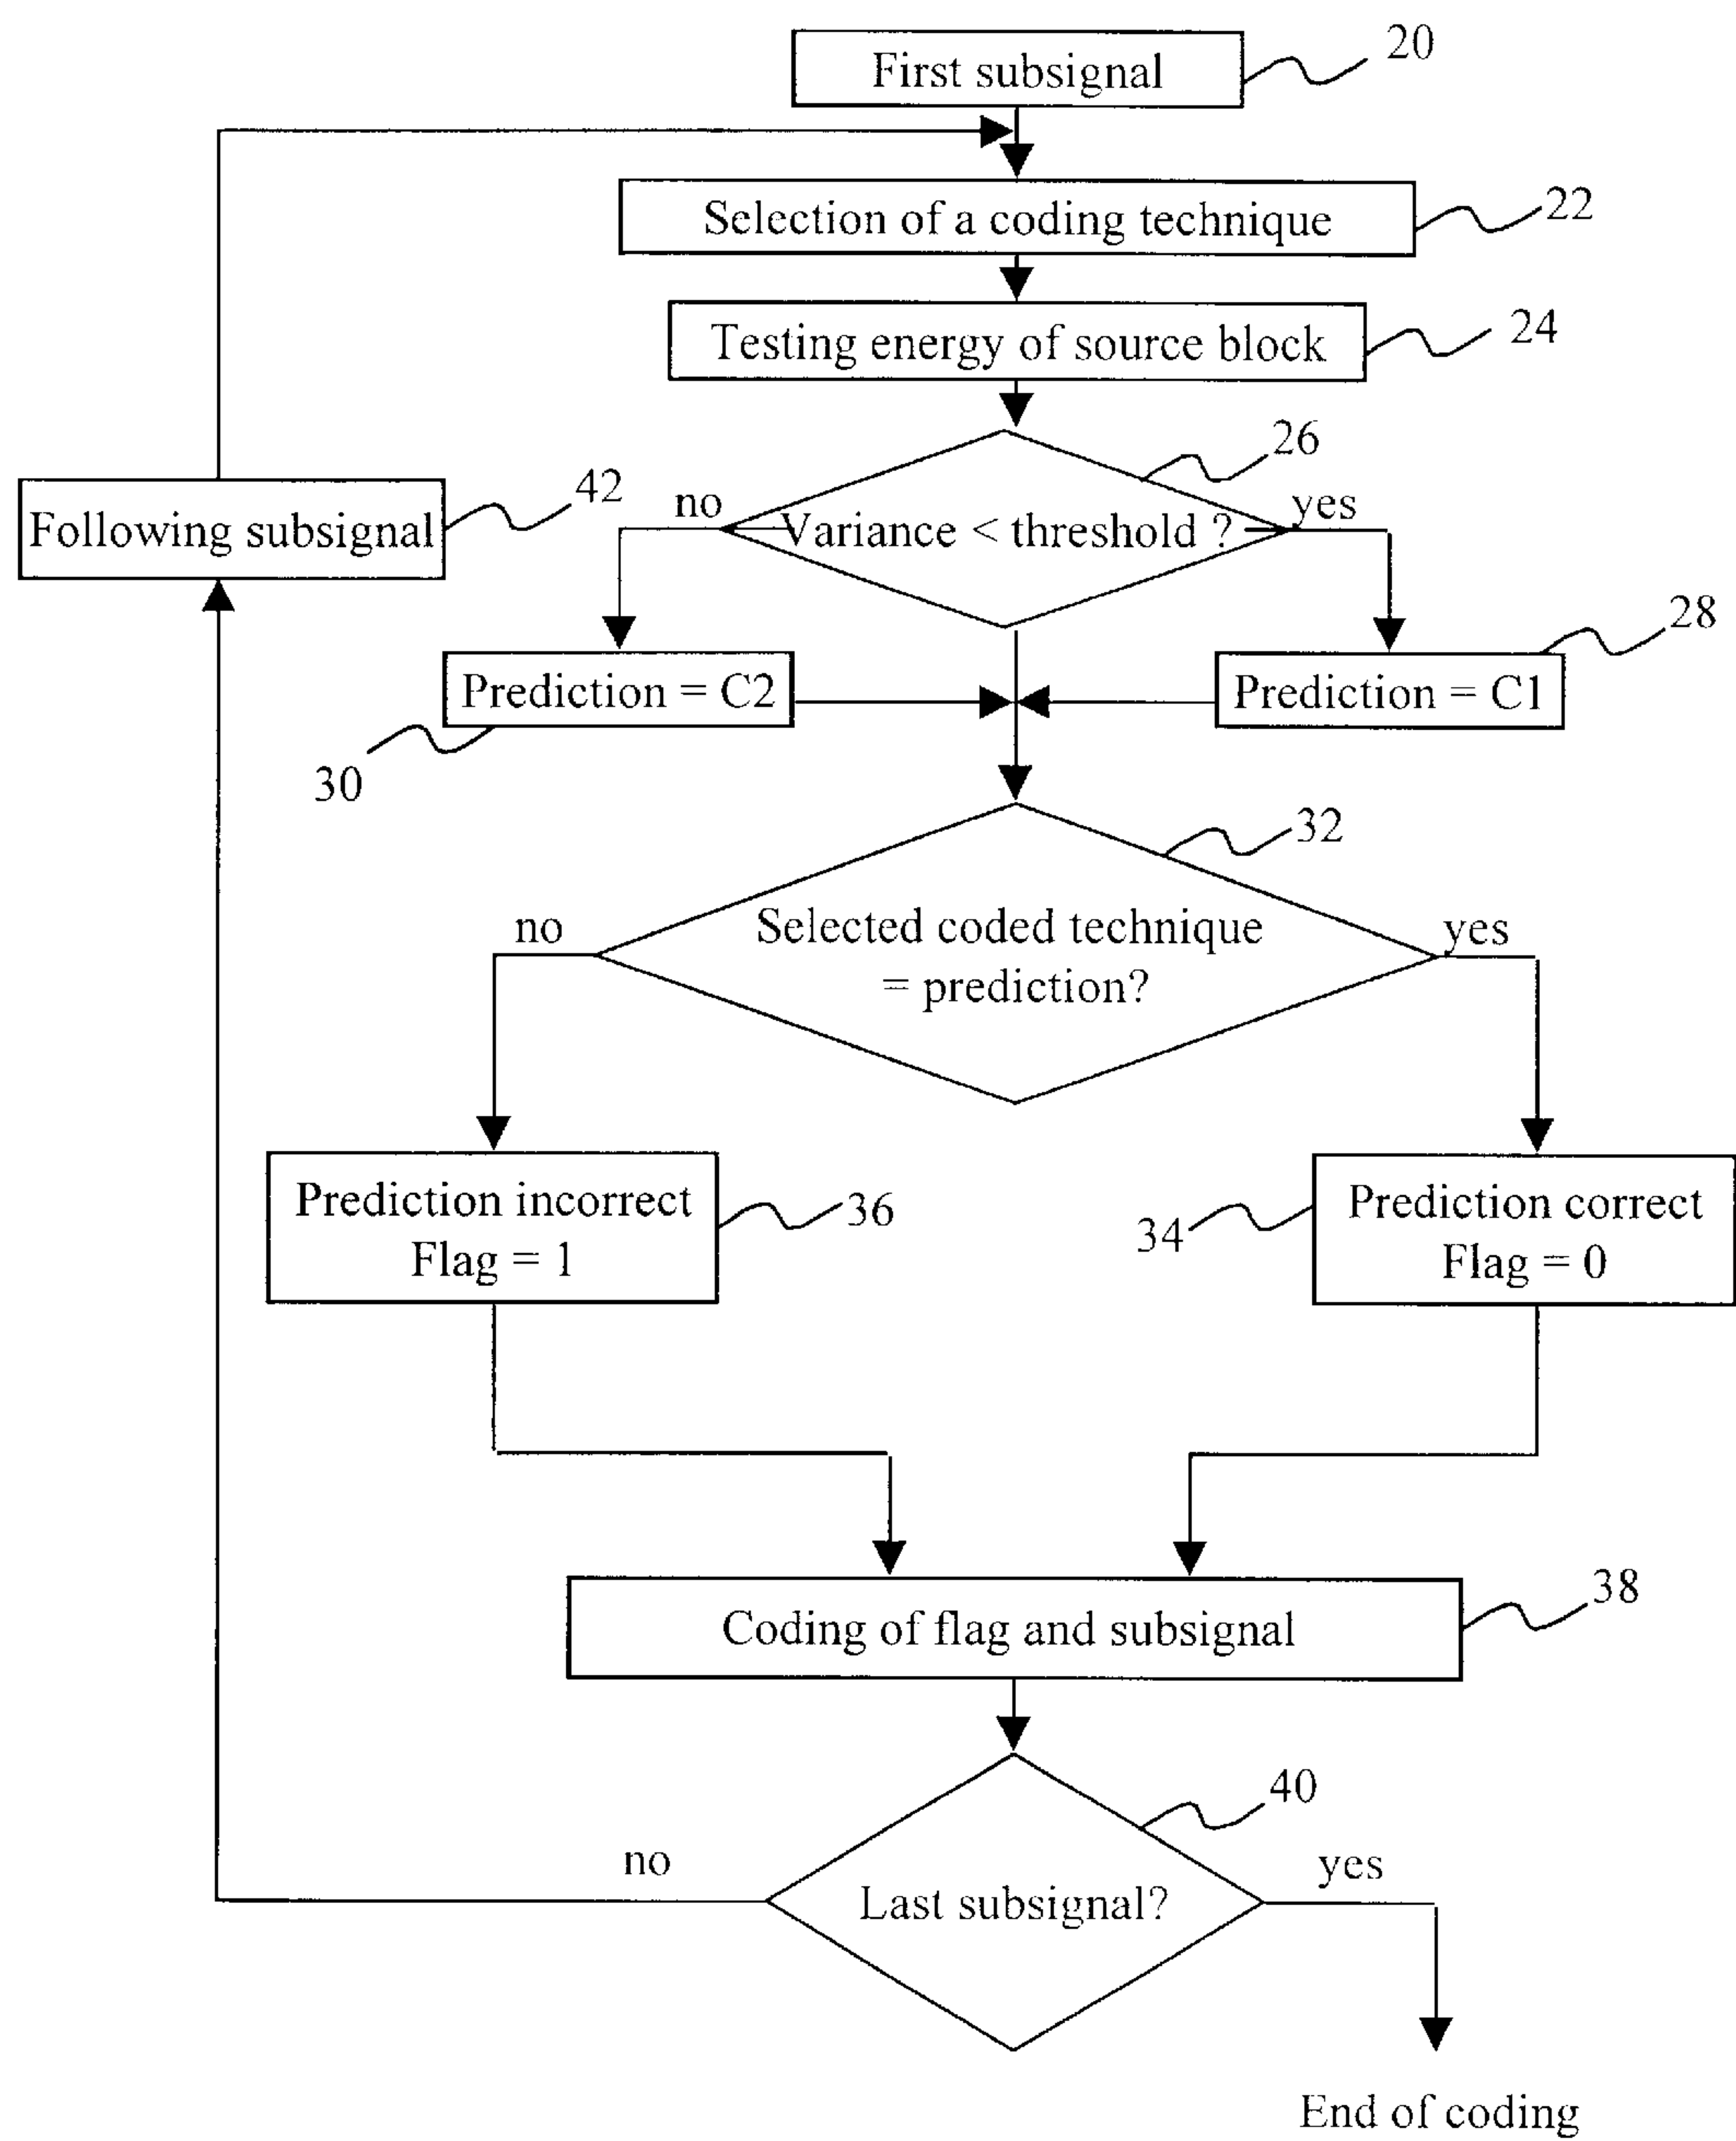 First subsignal
20
Selection of a coding technique
22
Testing energy of source block
24
26
Following subsignal
42
no
Variance < threshold ?
yes
28
Prediction = C2
Prediction = C1
30
32
no
Selected coded technique
= prediction?
yes
Prediction incorrect
Flag = 1
36
34
Prediction correct
Flag = 0
38
Coding of flag and subsignal
40
no
Last subsignal?
yes
End of coding